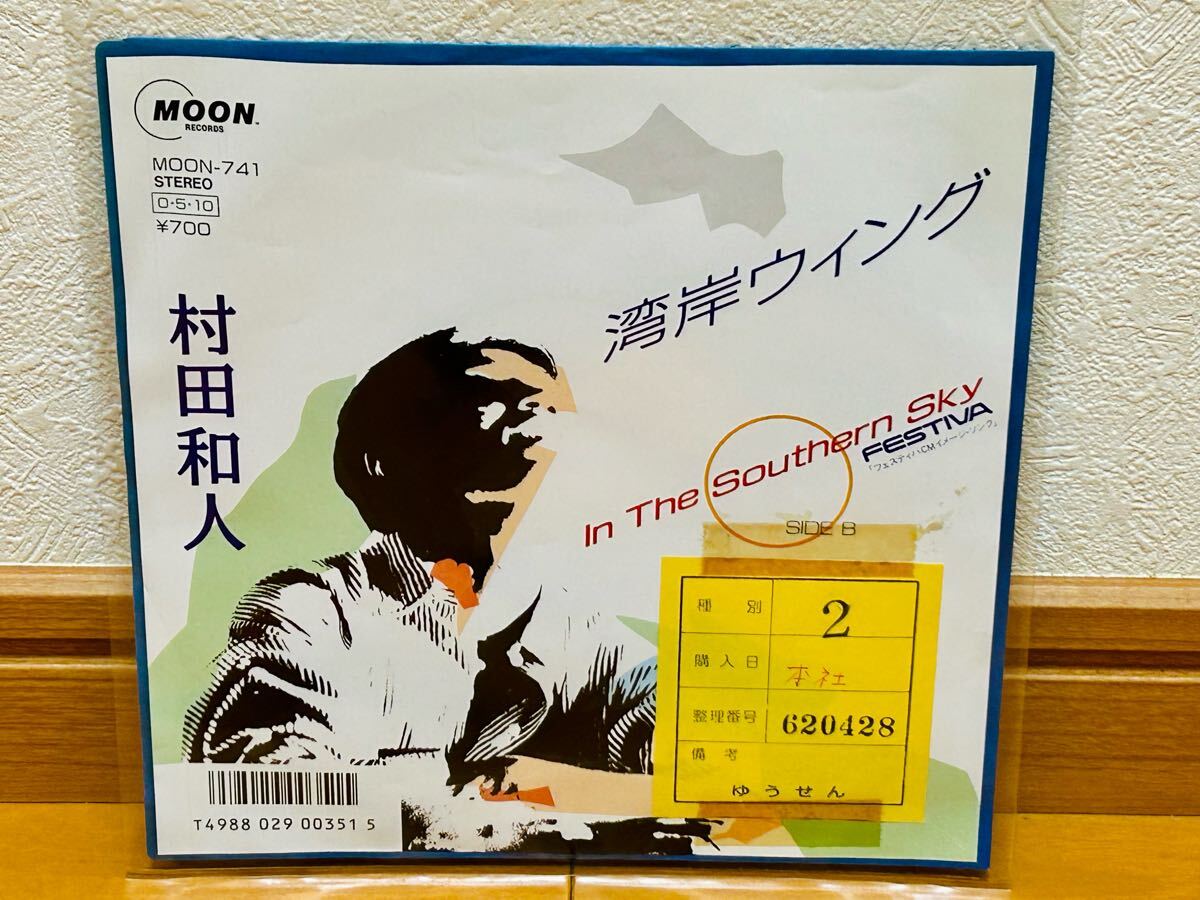 MOON™
RECORDS
MOON-741
STEREO
0・5・10
¥700
村田和人
湾岸ウィング
In The Southern Sky
FESTIVA
「フェスティバCMイメージ・ソング」
SIDE B
種別 2
購入日 本社
整理番号 620428
備考
ゆうせん
T4988 029 00351 5